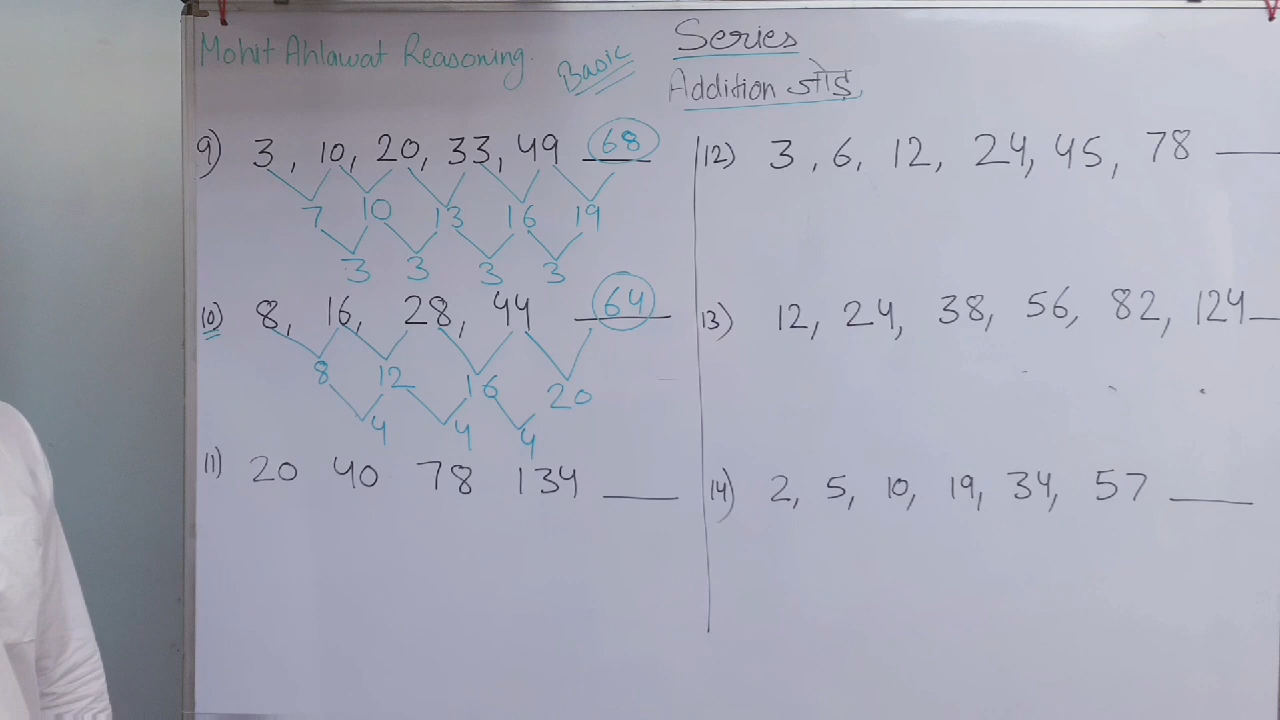 Mohit Ahlawat Reasoning.
Basic
Series
Addition जोड़
9) 3, 10, 20, 33, 49 68
7 10 13 16 19
3 3 3 3
10) 8, 16, 28, 44 64
8 12 16 20
4 4 4
11) 20 40 78 134
12) 3, 6, 12, 24, 45, 78
13) 12, 24, 38, 56, 82, 124
14) 2, 5, 10, 19, 34, 57